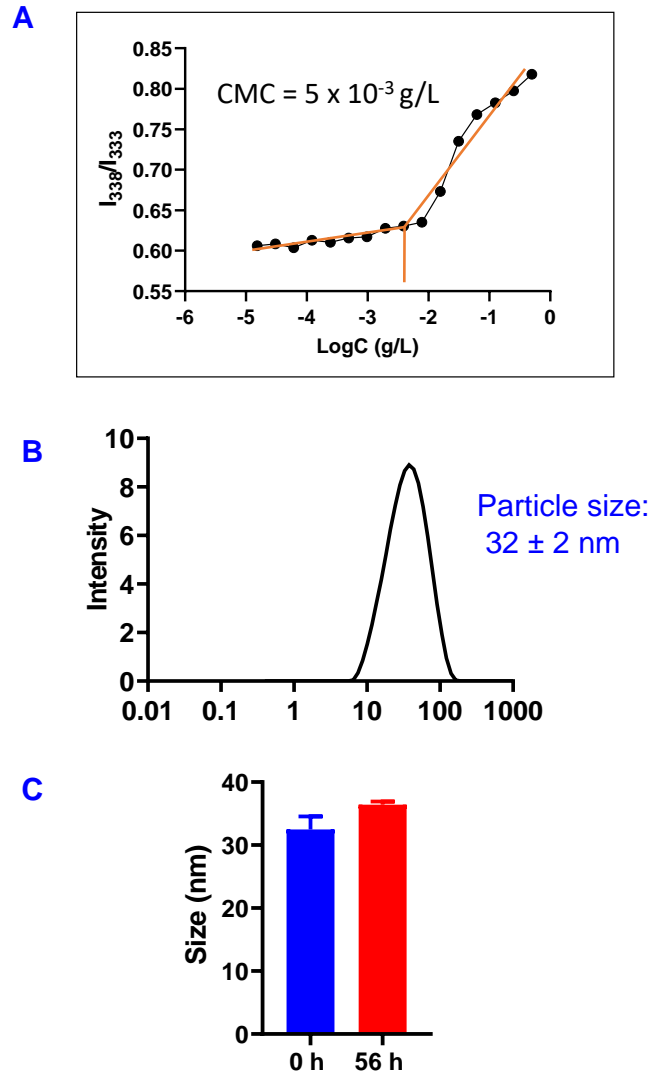 A
0.85
0.80
0.75
0.70
0.65
0.60
0.55
I338/I333
CMC = 5 x 10-3 g/L
-6 -5 -4 -3 -2 -1 0
LogC (g/L)
B
10
8
6
4
2
0
Intensity
Particle size:
32 ± 2 nm
0.01 0.1 1 10 100 1000
C
40
30
20
10
0
Size (nm)
0 h 56 h